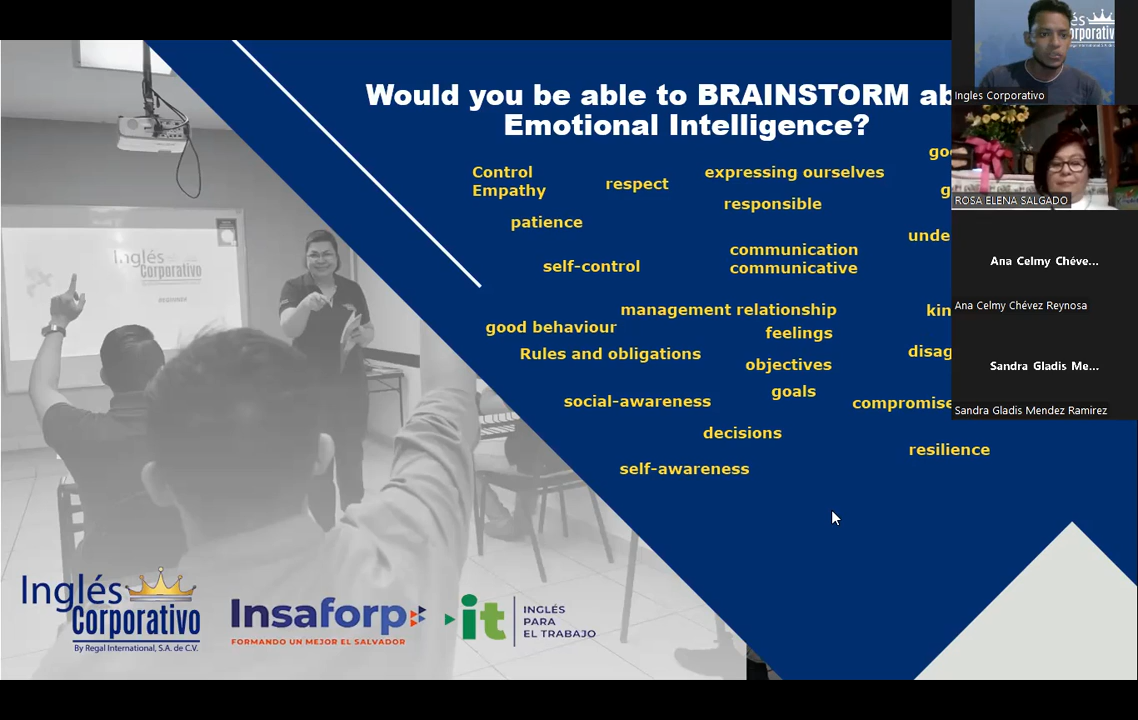 Would you be able to BRAINSTORM
Emotional Intelligence?
Control
Empathy
respect
expressing ourselves
responsible
patience
self-control
communication
communicative
management relationship
good behaviour
feelings
Rules and obligations
objectives
goals
social-awareness
compromise
decisions
resilience
self-awareness
Inglés
Corporativo
Inglés
Corporativo
By Regal International, S.A. de C.V.
Insaforp
FORMANDO UN MEJOR EL SALVADOR
it
INGLÉS
PARA
EL TRABAJO
Ingles Corporativo
ROSA ELENA SALGADO
Ana Celmy Chéve...
Ana Celmy Chévez Reynosa
Sandra Gladis Me...
Sandra Gladis Mendez Ramirez